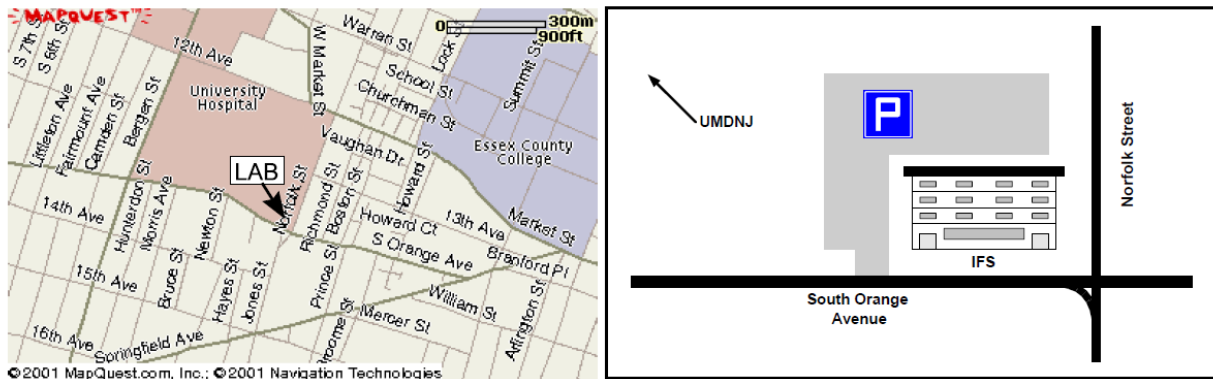 MAPQUEST™
0 300m
900ft
S 7th St
S 6th St
12th Ave
W Market St
Warren St
Lock St
Summit St
School St
Churchman St
University
Hospital
Littleton Ave
Fairmount Ave
Camden St
Bergen St
Vaughan Dr
Essex County
College
LAB
Norfolk St
Richmond St
Boston St
Howard St
14th Ave
Hunterdon St
Morris Ave
Newton St
Howard Ct
13th Ave
Market St
S Orange Ave
Branford Pl
15th Ave
Bruce St
Hayes St
Jones St
Prince St
William St
Arlington St
16th Ave
Springfield Ave
Broome St
Mercer St
©2001 MapQuest.com, Inc.; ©2001 Navigation Technologies
UMDNJ
P
Norfolk Street
IFS
South Orange
Avenue